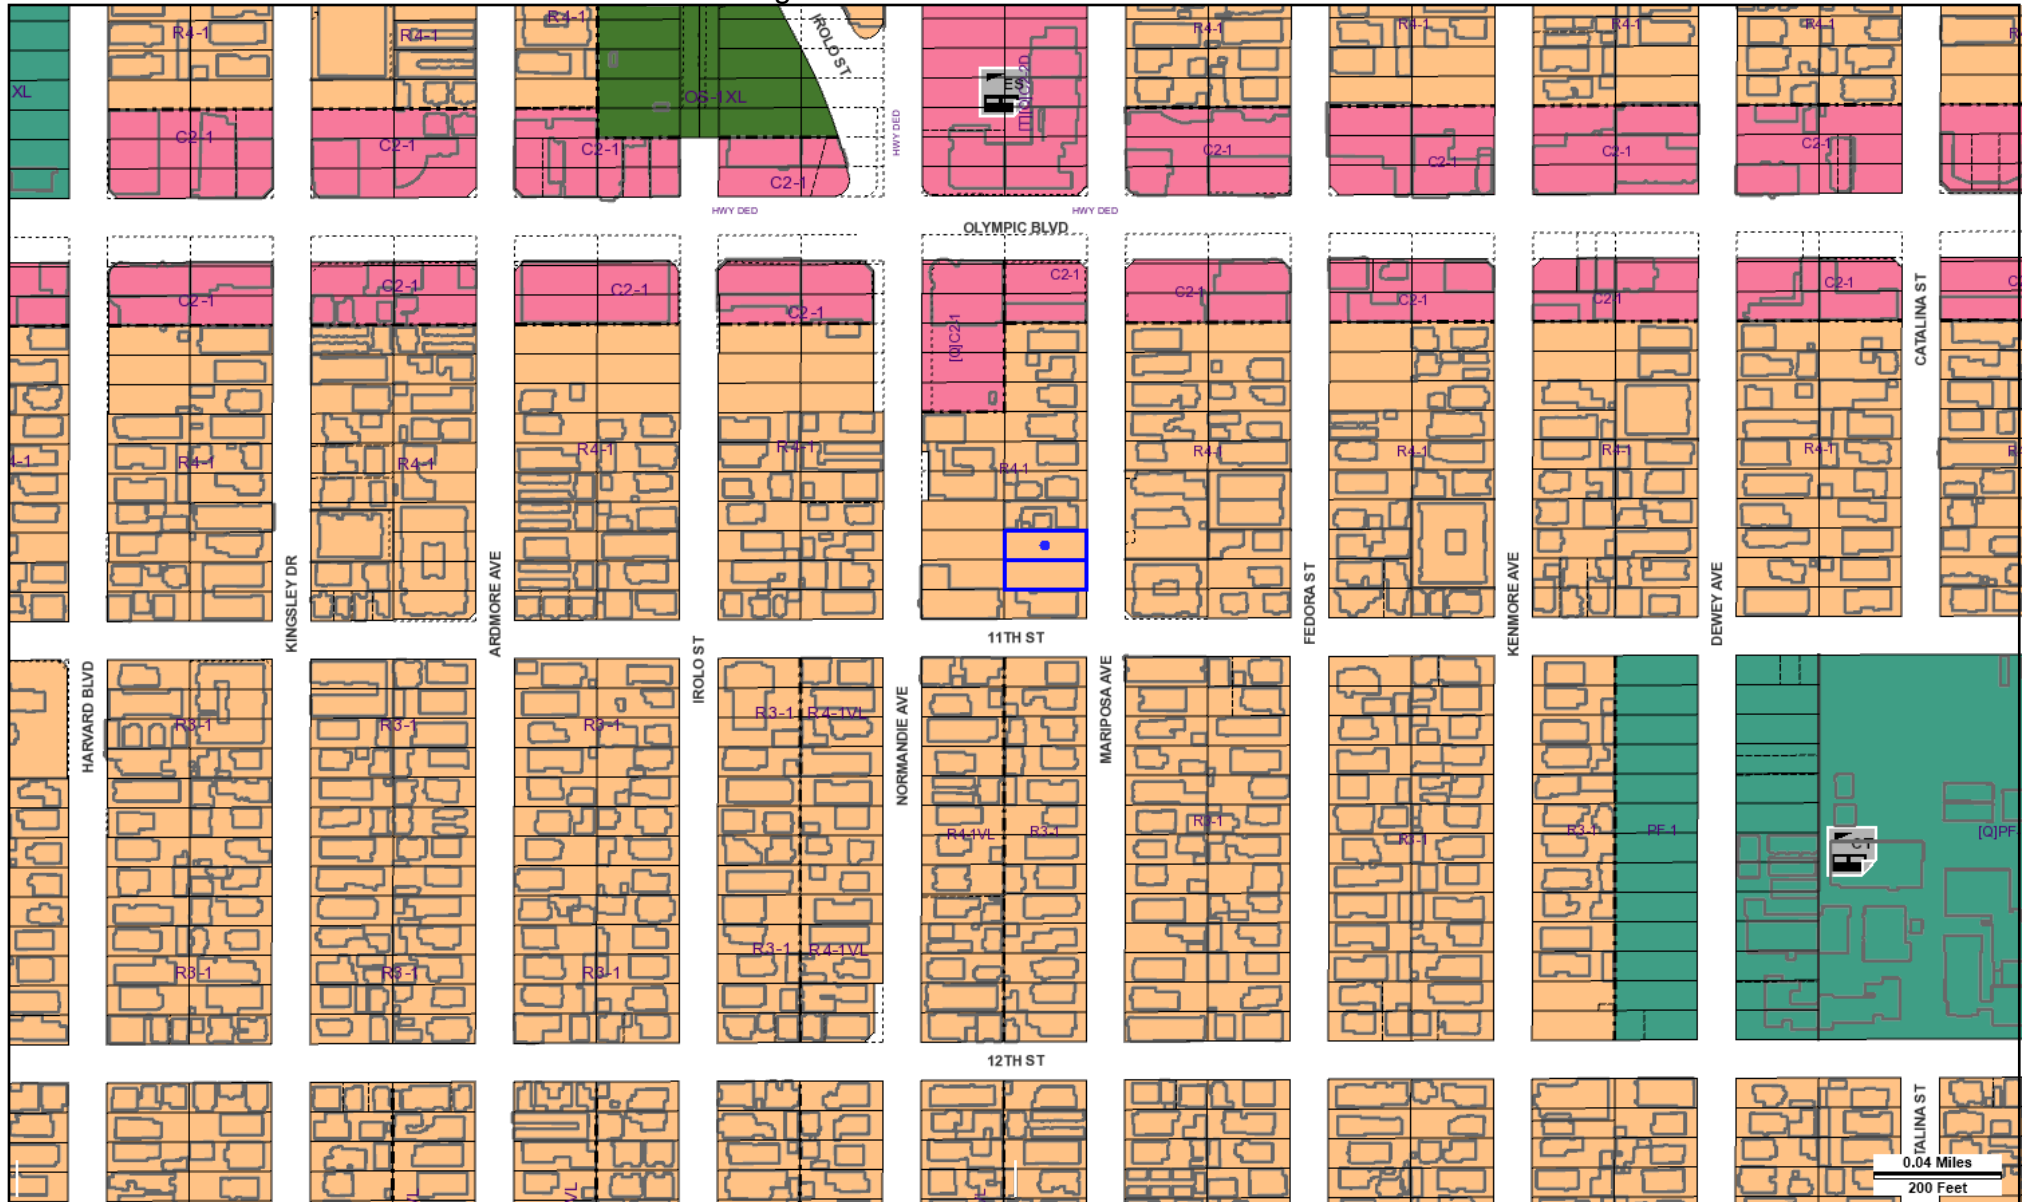 R4-1
R4-1
R4-1
IROLO ST
R4-1
R4-1
R4-1
R4-1
XL
OS-1XL
ES
[T][Q]C2-2D
HWY DED
C2-1
C2-1
C2-1
C2-1
C2-1
C2-1
C2-1
C2-1
HWY DED
HWY DED
OLYMPIC BLVD
C2-1
C2-1
C2-1
C2-1
[Q]C2-1
C2-1
C2-1
C2-1
C2-1
C2-1
CATALINA ST
4-1
R4-1
R4-1
R4-1
R4-1
R4-1
R4-1
R4-1
R4-1
R4-1
KINGSLEY DR
ARDMORE AVE
IROLO ST
11TH ST
FEDORA ST
KENMORE AVE
DEWEY AVE
HARVARD BLVD
NORMANDIE AVE
MARIPOSA AVE
R3-1
R3-1
R3-1
R3-1
R4-1VL
R4-1VL
R3-1
R3-1
R3-1
R3-1
PF-1
[Q]PF
R3-1
R3-1
R3-1
R3-1
R4-1VL
12TH ST
TALINA ST
VL
0.04 Miles
200 Feet